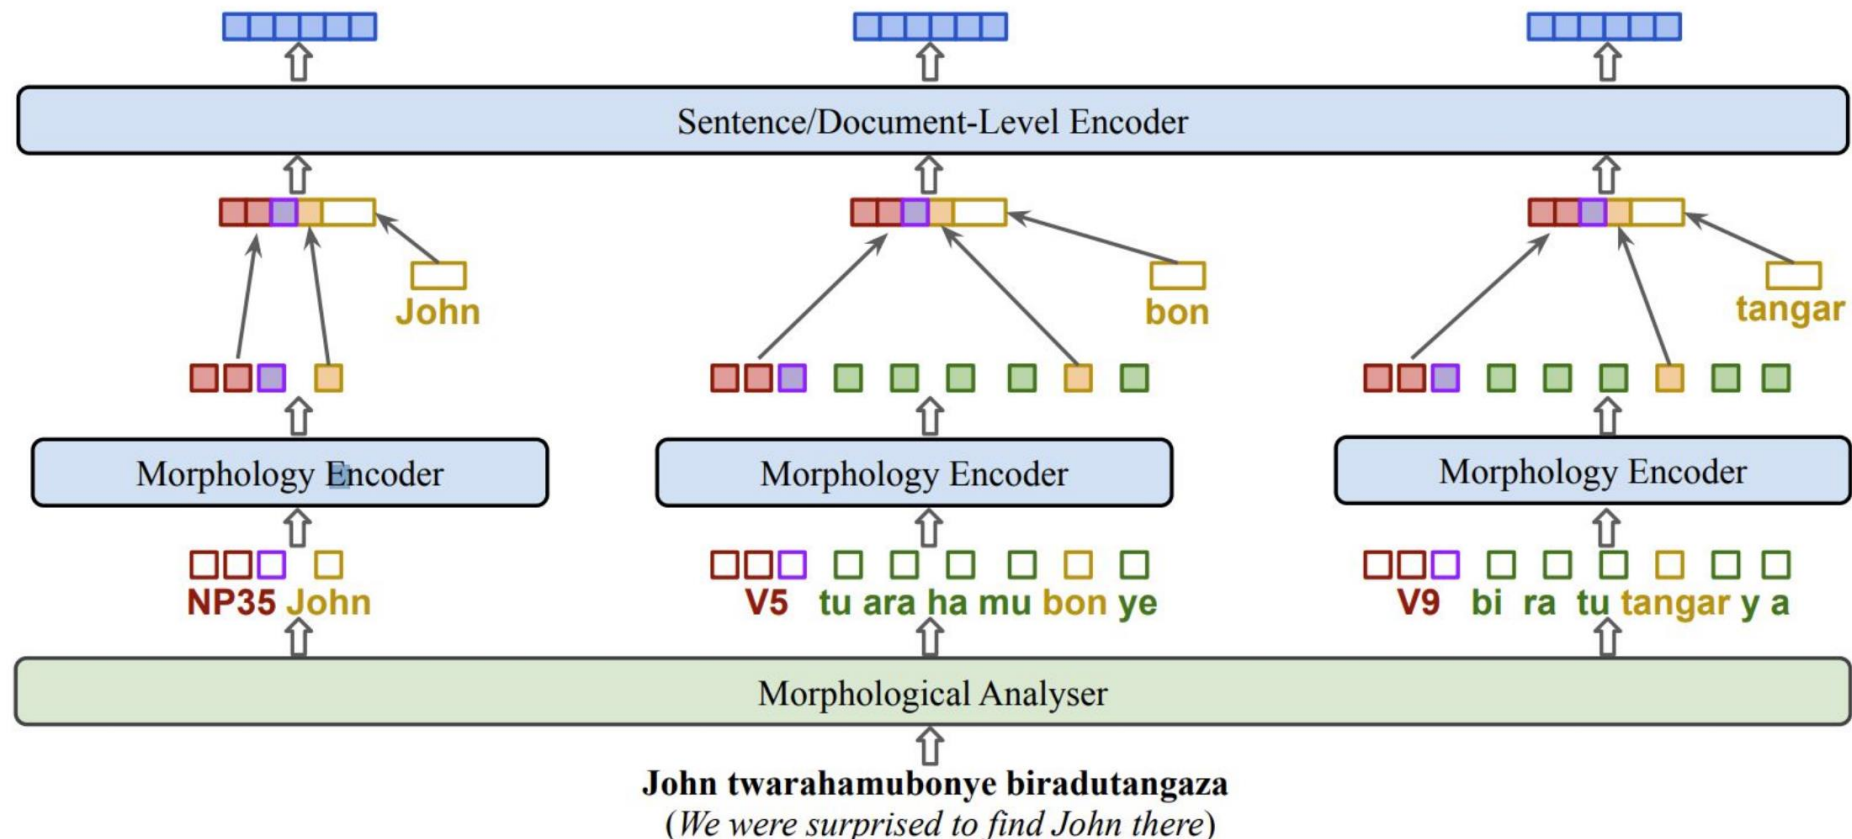 Sentence/Document-Level Encoder
John
bon
tangar
Morphology Encoder
Morphology Encoder
Morphology Encoder
NP35 John
V5 tu ara ha mu bon ye
V9 bi ra tu tangar y a
Morphological Analyser
John twarahamubonye biradutangaza
(We were surprised to find John there)